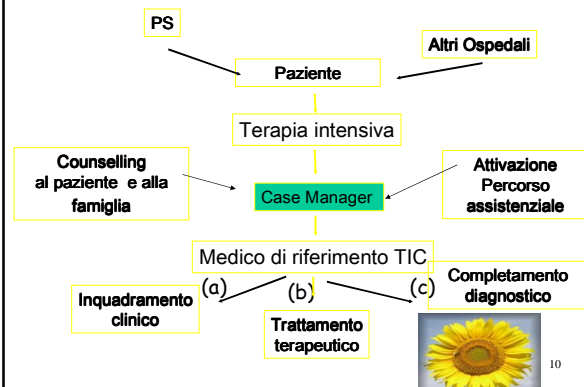 PS
Altri Ospedali
Paziente
Terapia intensiva
Counselling
al paziente e alla
famiglia
Case Manager
Attivazione
Percorso
assistenziale
Medico di riferimento TIC
(a)
(b)
(c)
Inquadramento
clinico
Trattamento
terapeutico
Completamento
diagnostico
10